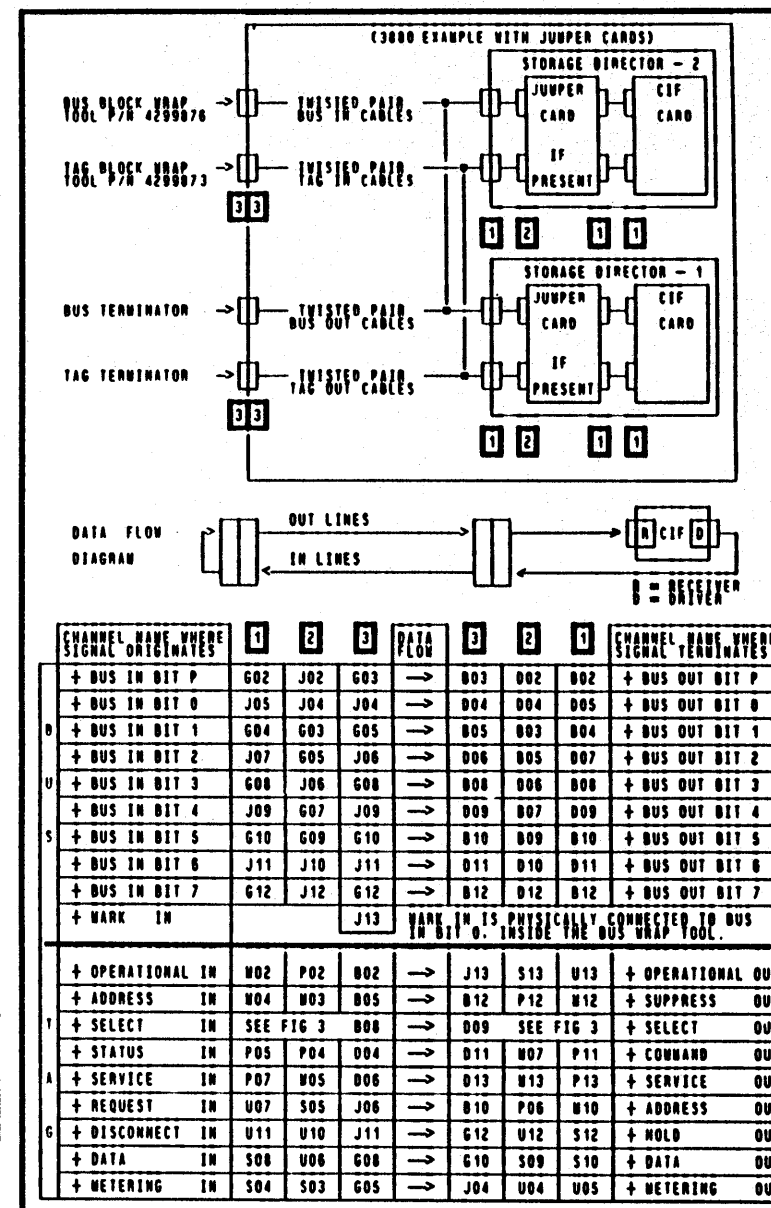 (3880 EXAMPLE WITH JUMPER CARDS)
STORAGE DIRECTOR - 2
BUS BLOCK WRAP
TOOL P/N 4299876
-> TWISTED PAIR
BUS IN CABLES
JUMPER
CARD
IF
PRESENT
CIF
CARD
TAG BLOCK WRAP
TOOL P/N 4299873
-> TWISTED PAIR
TAG IN CABLES
3 3
1 2 1 1
STORAGE DIRECTOR - 1
BUS TERMINATOR -> TWISTED PAIR
BUS OUT CABLES
JUMPER
CARD
IF
PRESENT
CIF
CARD
TAG TERMINATOR -> TWISTED PAIR
TAG OUT CABLES
3 3
1 2 1 1
DATA FLOW
DIAGRAM
OUT LINES
IN LINES
R CIF D
R = RECEIVER
D = DRIVER
CHANNEL NAME WHERE
SIGNAL ORIGINATES
1 2 3
DATA
FLOW
3 2 1
CHANNEL NAME WHERE
SIGNAL TERMINATES
+ BUS IN BIT P G02 J02 G03 -> B03 D02 B02 + BUS OUT BIT P
+ BUS IN BIT 0 J05 J04 J04 -> D04 D04 D05 + BUS OUT BIT 0
B + BUS IN BIT 1 G04 G03 G05 -> B05 B03 B04 + BUS OUT BIT 1
+ BUS IN BIT 2 J07 G05 J06 -> D06 B05 D07 + BUS OUT BIT 2
U + BUS IN BIT 3 G08 J06 G08 -> B08 D06 B08 + BUS OUT BIT 3
+ BUS IN BIT 4 J09 G07 J09 -> D09 B07 D09 + BUS OUT BIT 4
S + BUS IN BIT 5 G10 G09 G10 -> B10 B09 B10 + BUS OUT BIT 5
+ BUS IN BIT 6 J11 J10 J11 -> D11 D10 D11 + BUS OUT BIT 6
+ BUS IN BIT 7 G12 J12 G12 -> B12 D12 B12 + BUS OUT BIT 7
+ MARK IN J13 MARK IN IS PHYSICALLY CONNECTED TO BUS
IN BIT 0. INSIDE THE BUS WRAP TOOL.
+ OPERATIONAL IN M02 P02 B02 -> J13 S13 U13 + OPERATIONAL OU
+ ADDRESS IN M04 M03 B05 -> B12 P12 M12 + SUPPRESS OU
T + SELECT IN SEE FIG 3 B08 -> D09 SEE FIG 3 + SELECT OU
+ STATUS IN P05 P04 D04 -> D11 M07 P11 + COMMAND OU
A + SERVICE IN P07 M05 D06 -> D13 M13 P13 + SERVICE OU
+ REQUEST IN U07 S05 J06 -> B10 P06 M10 + ADDRESS OU
G + DISCONNECT IN U11 U10 J11 -> G12 U12 S12 + HOLD OU
+ DATA IN S08 U06 G08 -> G10 S09 S10 + DATA OU
+ METERING IN S04 S03 G05 -> J04 U04 U05 + METERING OU